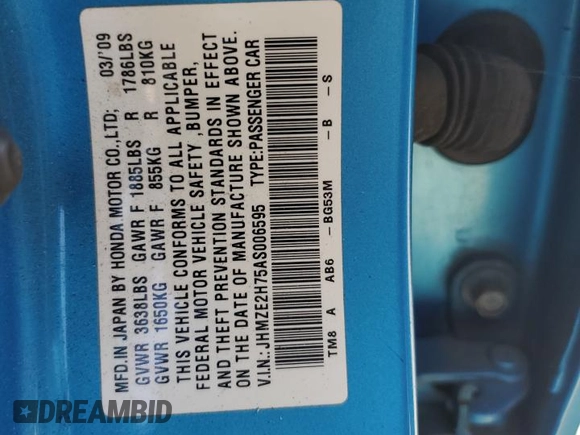 MFD.IN JAPAN BY HONDA MOTOR CO.,LTD; 03/'09
GVWR 3638LBS GAWR F 1885LBS R 1786LBS
GVWR 1650KG GAWR F 855KG R 810KG
THIS VEHICLE CONFORMS TO ALL APPLICABLE
FEDERAL MOTOR VEHICLE SAFETY ,BUMPER,
AND THEFT PREVENTION STANDARDS IN EFFECT
ON THE DATE OF MANUFACTURE SHOWN ABOVE.
V.I.N.:JHMZE2H75AS006595 TYPE:PASSENGER CAR
TM8 A AB6 -BG53M -B -S
DREAMBID